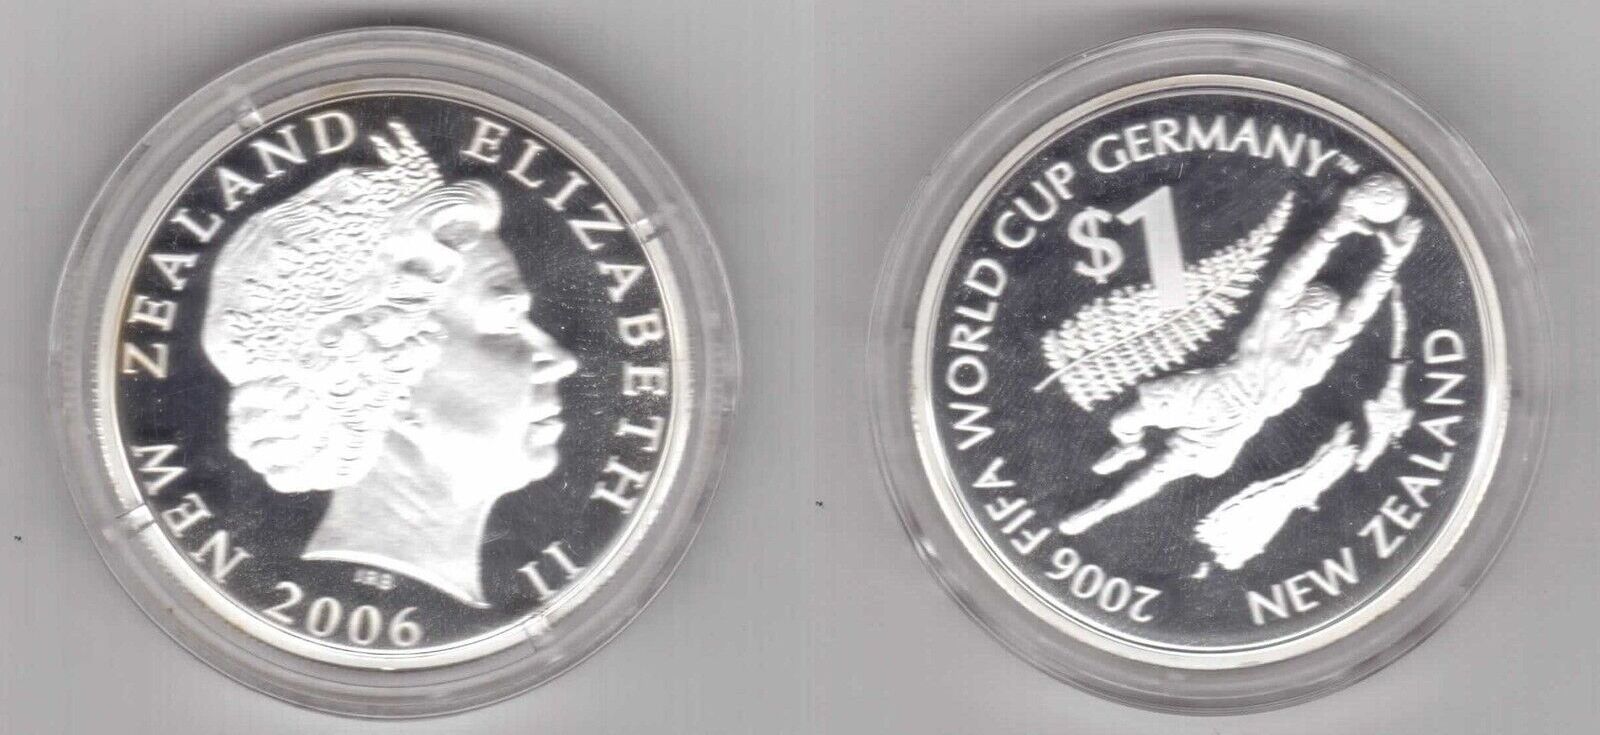 NEW ZEALAND ELIZABETH II
2006
IRB
2006 FIFA WORLD CUP GERMANY™
$1
NEW ZEALAND